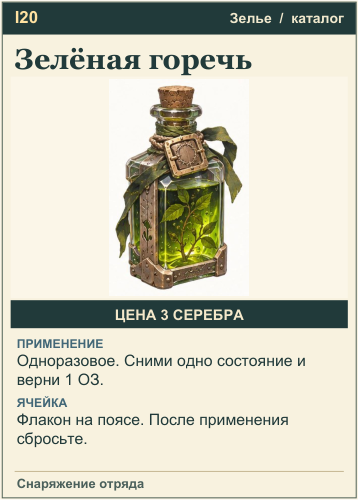 I20
Зелье / каталог
Зелёная горечь
ЦЕНА 3 СЕРЕБРА
ПРИМЕНЕНИЕ
Одноразовое. Сними одно состояние и
верни 1 ОЗ.
ЯЧЕЙКА
Флакон на поясе. После применения
сбросьте.
Снаряжение отряда